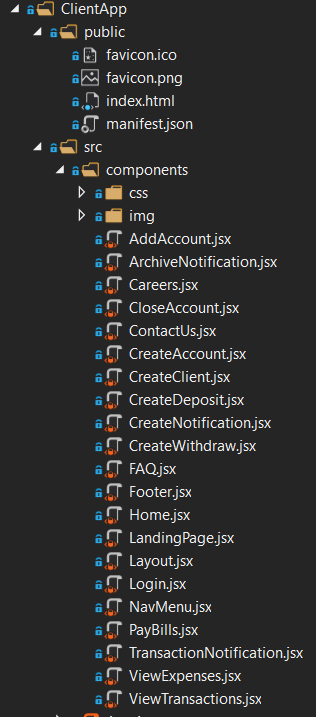 ClientApp
public
favicon.ico
favicon.png
index.html
manifest.json
src
components
css
img
AddAccount.jsx
ArchiveNotification.jsx
Careers.jsx
CloseAccount.jsx
ContactUs.jsx
CreateAccount.jsx
CreateClient.jsx
CreateDeposit.jsx
CreateNotification.jsx
CreateWithdraw.jsx
FAQ.jsx
Footer.jsx
Home.jsx
LandingPage.jsx
Layout.jsx
Login.jsx
NavMenu.jsx
PayBills.jsx
TransactionNotification.jsx
ViewExpenses.jsx
ViewTransactions.jsx